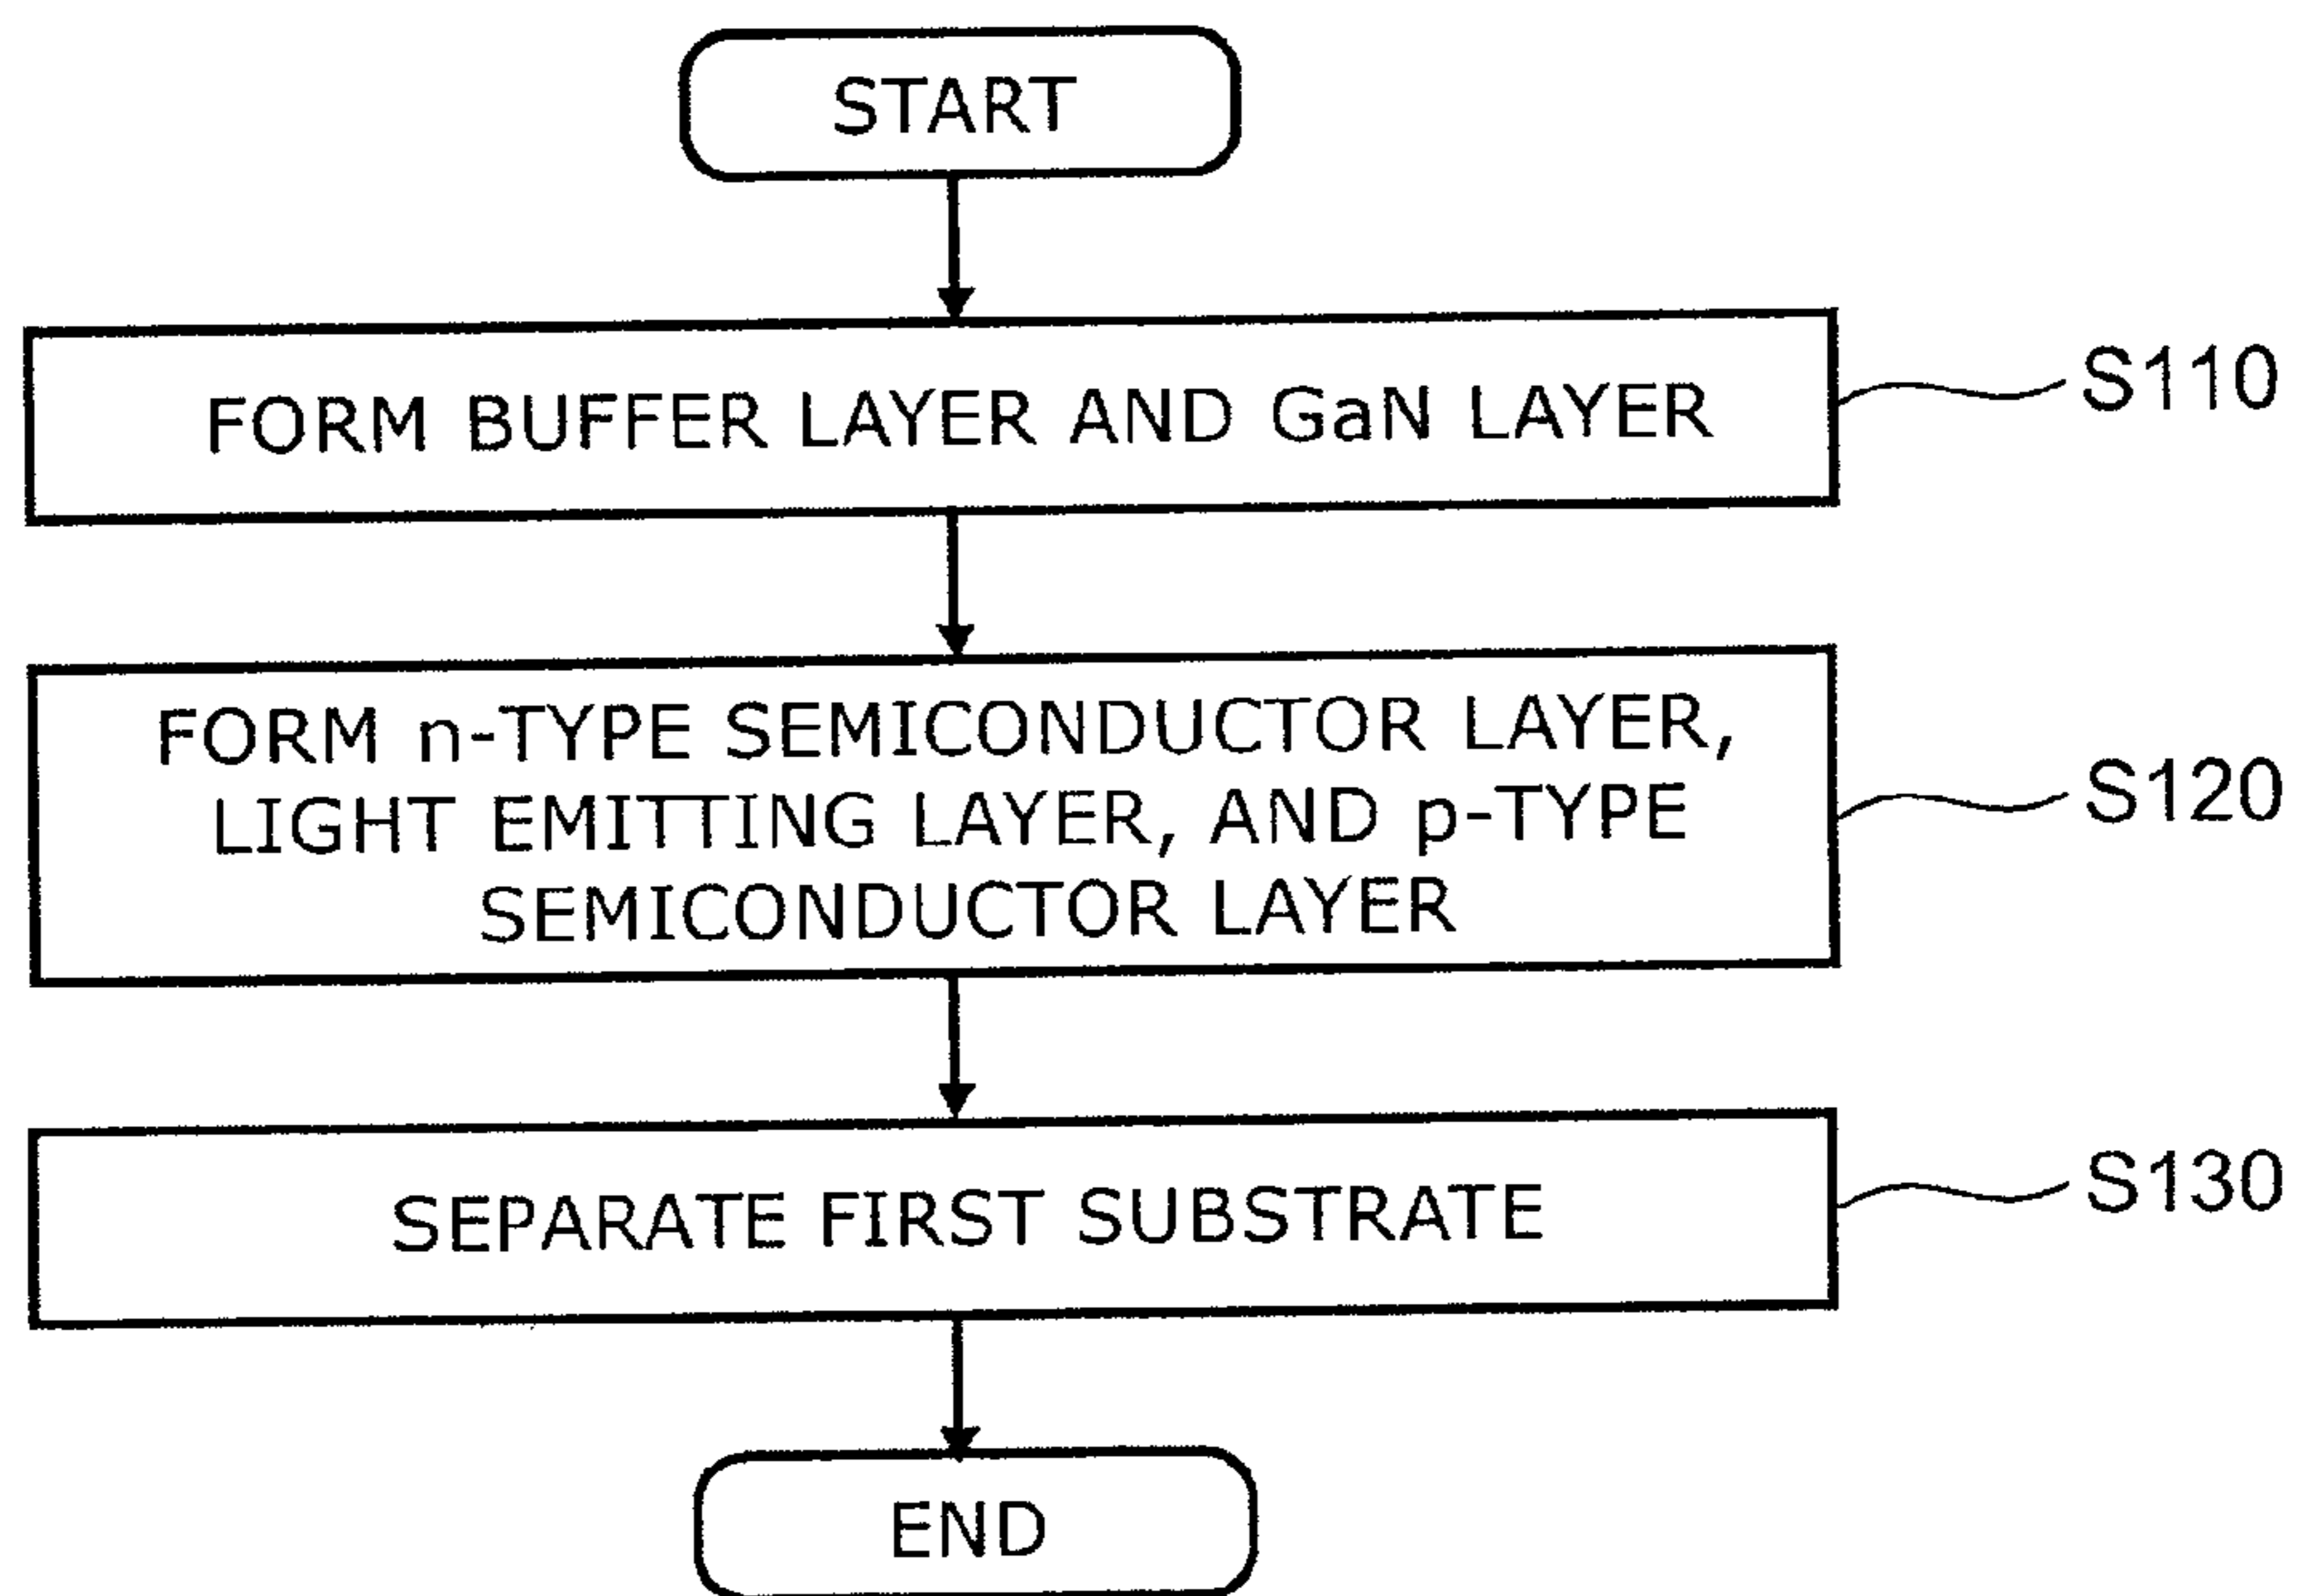 START
FORM BUFFER LAYER AND GaN LAYER
S110
FORM n-TYPE SEMICONDUCTOR LAYER,
LIGHT EMITTING LAYER, AND p-TYPE
SEMICONDUCTOR LAYER
S120
SEPARATE FIRST SUBSTRATE
S130
END